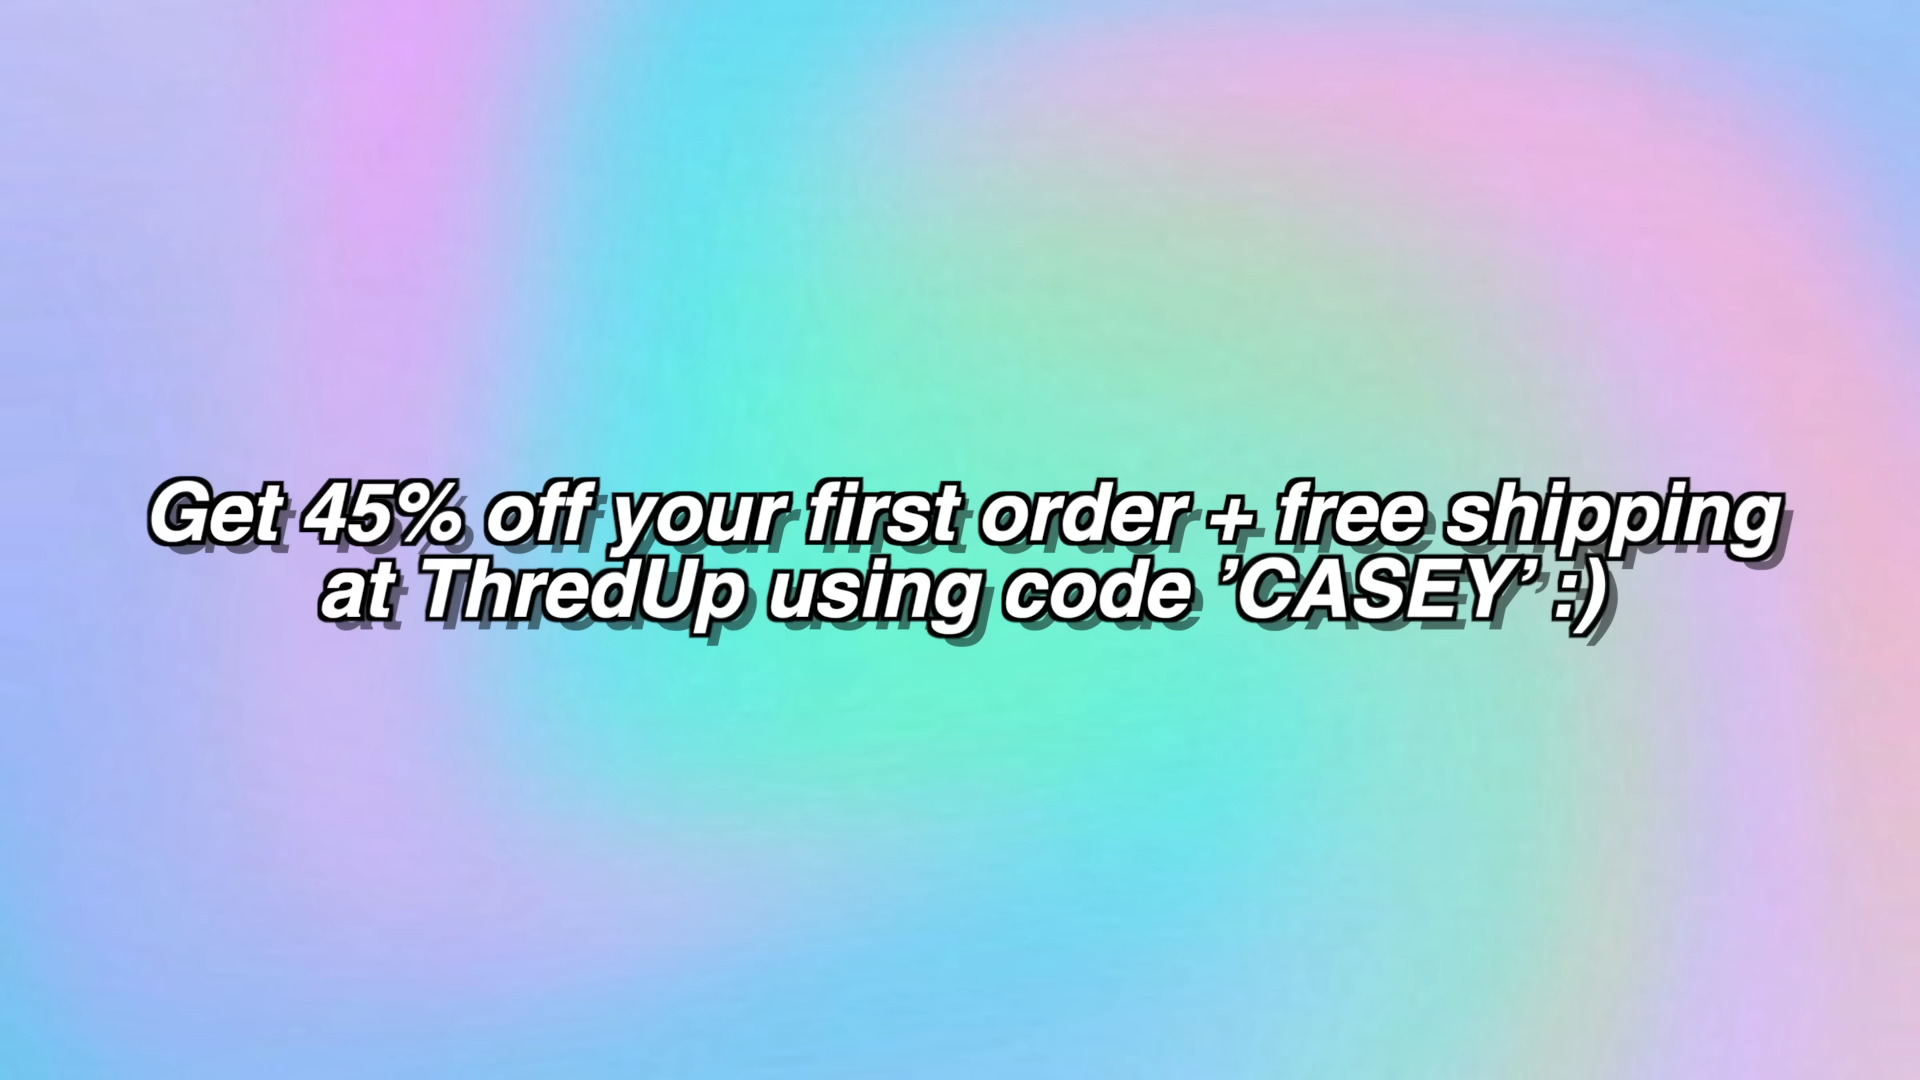 Get 45% off your first order + free shipping
at ThredUp using code ’CASEY’ :)